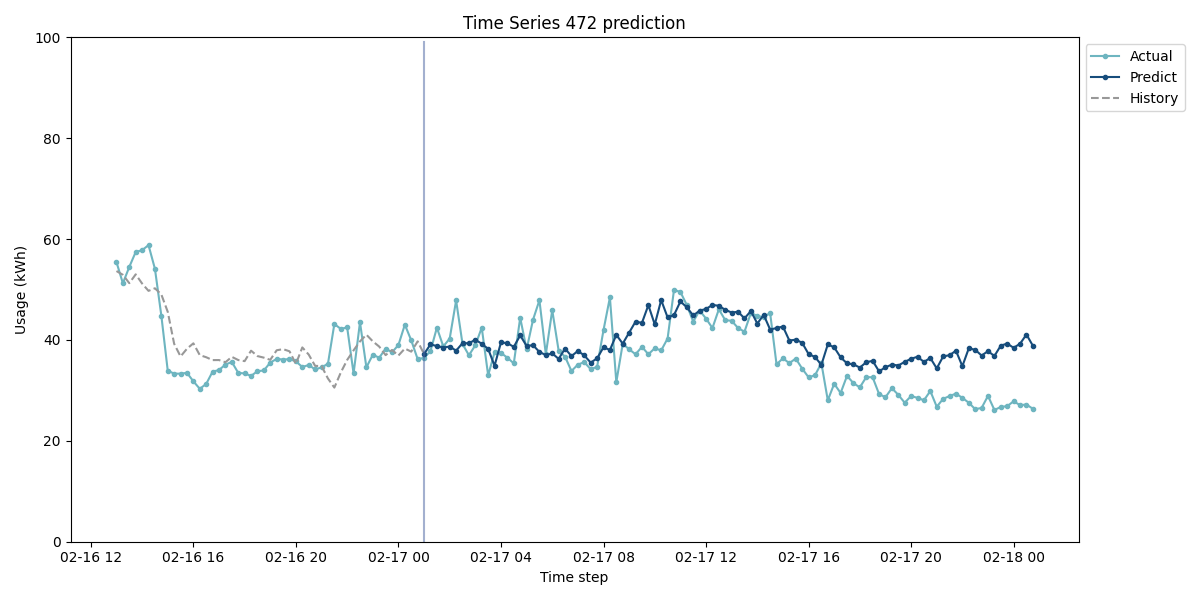 Time Series 472 prediction
Usage (kWh)
100
80
60
40
20
0
02-16 12
02-16 16
02-16 20
02-17 00
02-17 04
02-17 08
02-17 12
02-17 16
02-17 20
02-18 00
Time step
Actual
Predict
History